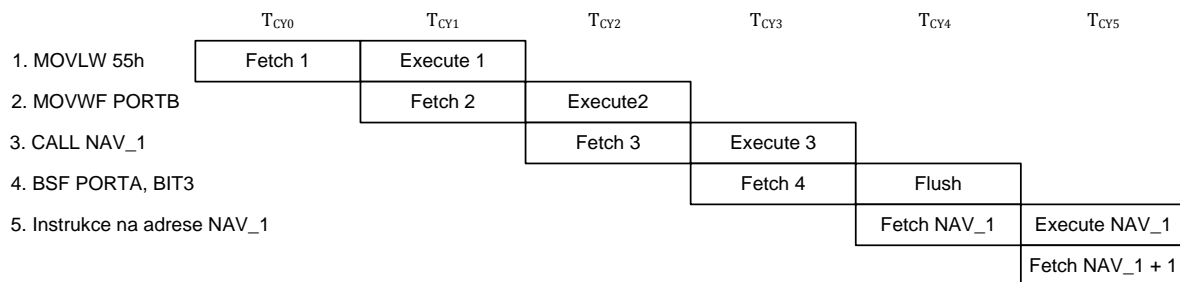 TCY0 TCY1 TCY2 TCY3 TCY4 TCY5
1. MOVLW 55h Fetch 1 Execute 1
2. MOVWF PORTB Fetch 2 Execute2
3. CALL NAV_1 Fetch 3 Execute 3
4. BSF PORTA, BIT3 Fetch 4 Flush
5. Instrukce na adrese NAV_1 Fetch NAV_1 Execute NAV_1
Fetch NAV_1 + 1